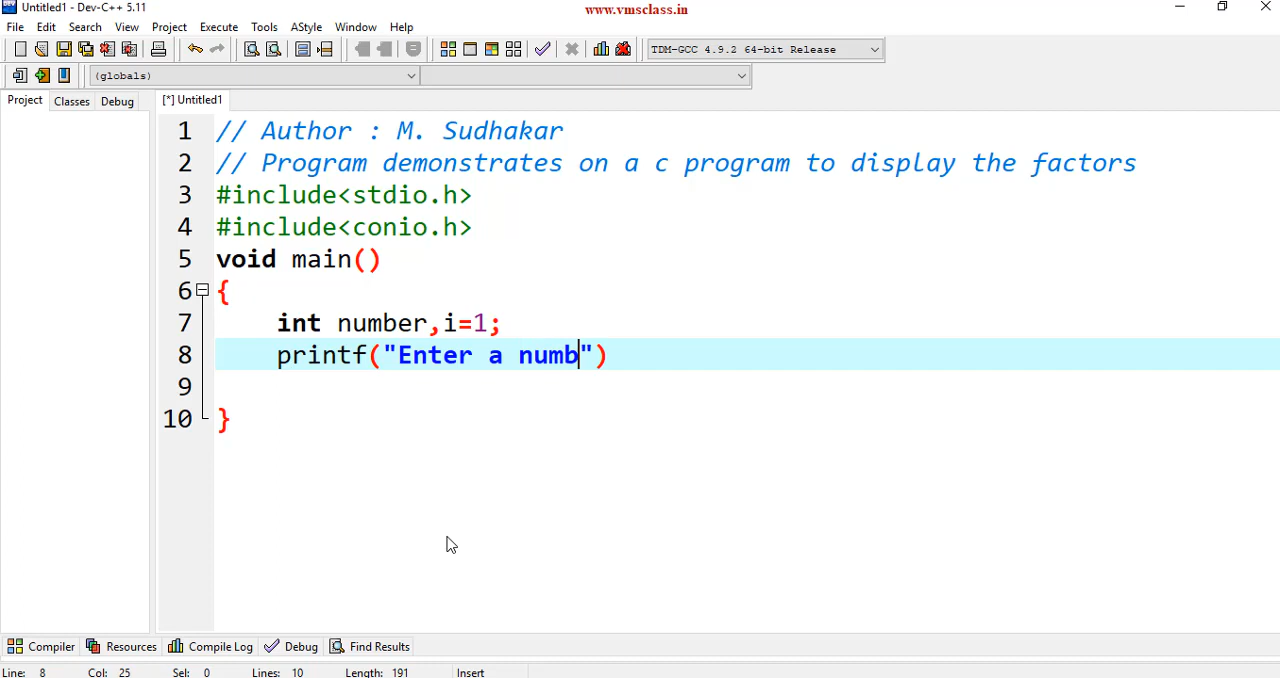 Untitled1 - Dev-C++ 5.11
www.vmsclass.in
File Edit Search View Project Execute Tools AStyle Window Help
TDM-GCC 4.9.2 64-bit Release
(globals)
Project Classes Debug [*] Untitled1
1 // Author : M. Sudhakar
2 // Program demonstrates on a c program to display the factors
3 #include<stdio.h>
4 #include<conio.h>
5 void main()
6 {
7 int number,i=1;
8 printf("Enter a numb")
9
10 }
Compiler Resources Compile Log Debug Find Results
Line: 8 Col: 25 Sel: 0 Lines: 10 Length: 191 Insert